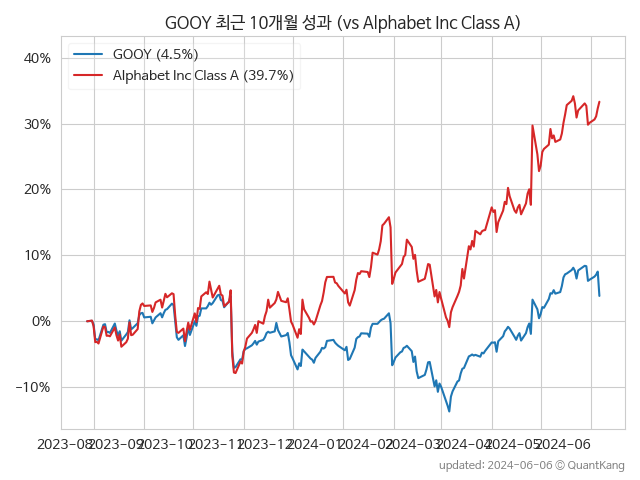 GOOY 최근 10개월 성과 (vs Alphabet Inc Class A)
GOOY (4.5%)
Alphabet Inc Class A (39.7%)
40%
30%
20%
10%
0%
−10%
2023-08 2023-09 2023-10 2023-11 2023-12 2024-01 2024-02 2024-03 2024-04 2024-05 2024-06
updated: 2024-06-06 © QuantKang